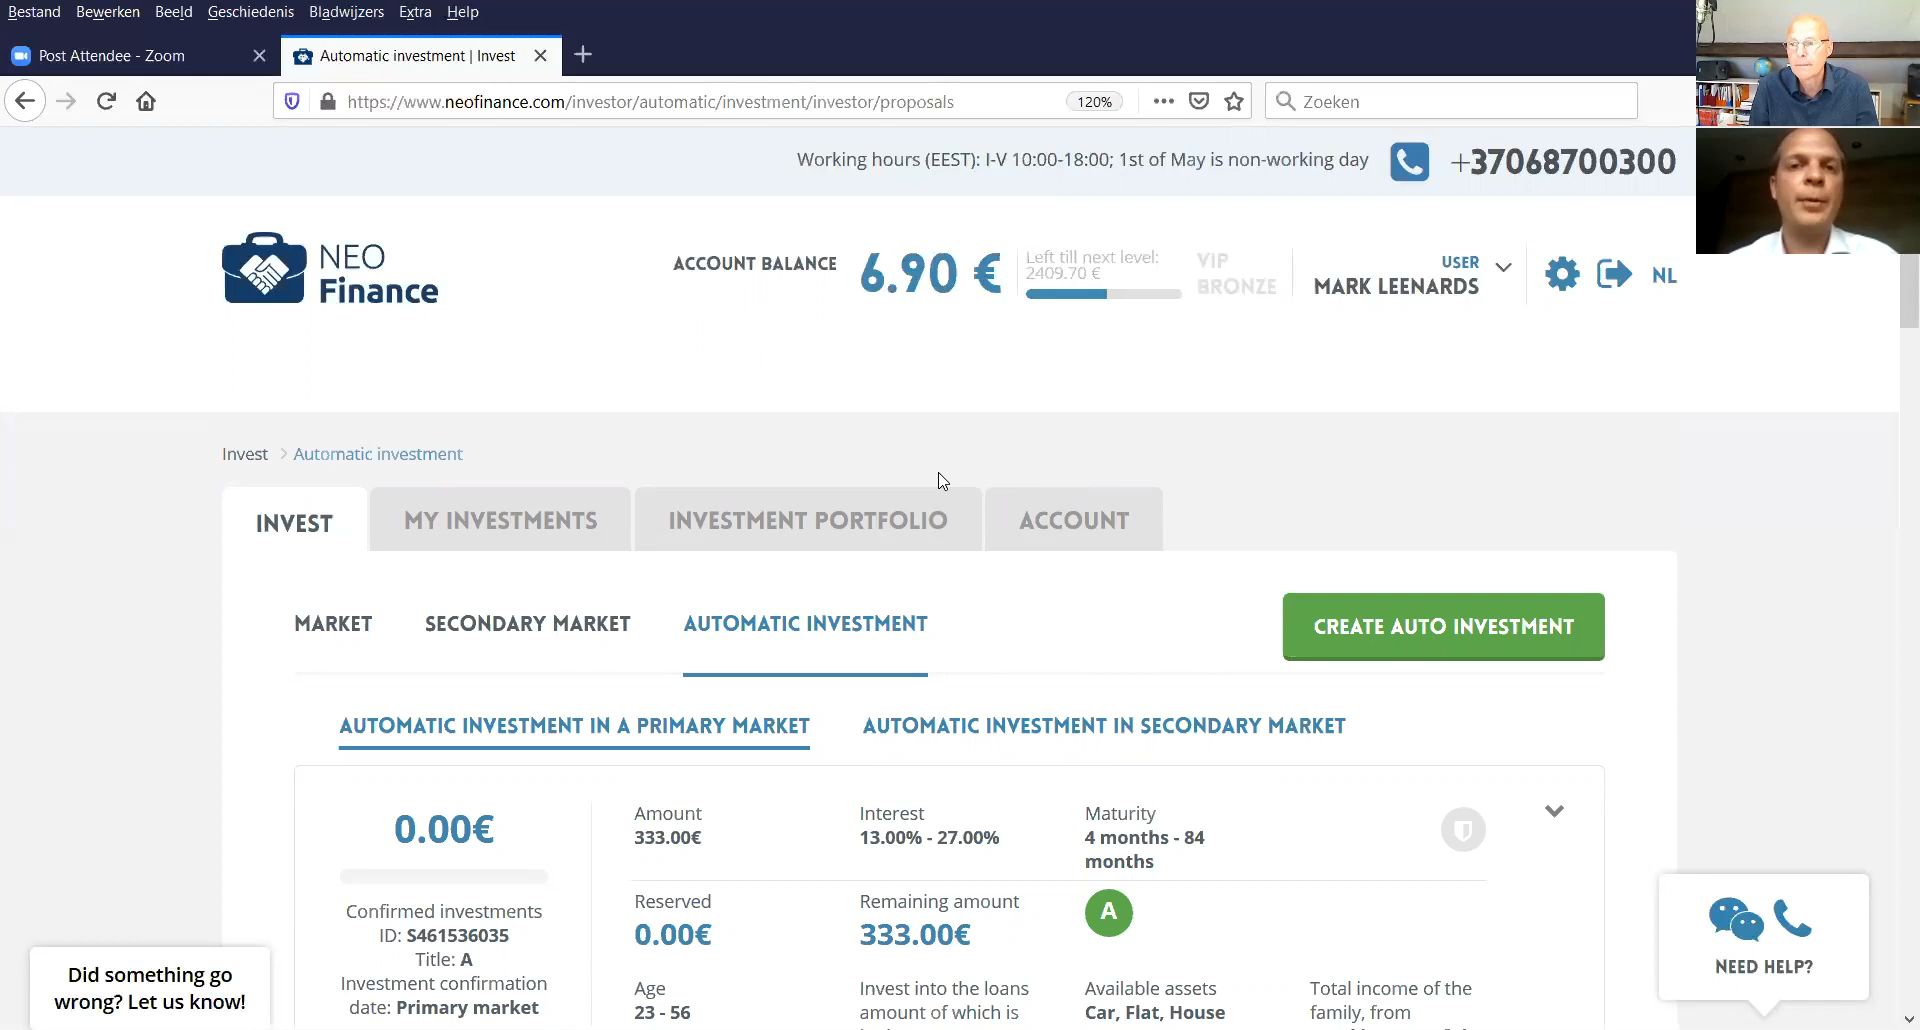 Bestand Bewerken Beeld Geschiedenis Bladwijzers Extra Help
Post Attendee - Zoom
Automatic investment | Invest
https://www.neofinance.com/investor/automatic/investment/investor/proposals
120%
Zoeken
Working hours (EEST): I-V 10:00-18:00; 1st of May is non-working day
+37068700300
NEO
Finance
ACCOUNT BALANCE
6.90 €
Left till next level:
2409.70 €
VIP
BRONZE
USER
MARK LEENARDS
NL
Invest > Automatic investment
INVEST
MY INVESTMENTS
INVESTMENT PORTFOLIO
ACCOUNT
MARKET
SECONDARY MARKET
AUTOMATIC INVESTMENT
CREATE AUTO INVESTMENT
AUTOMATIC INVESTMENT IN A PRIMARY MARKET
AUTOMATIC INVESTMENT IN SECONDARY MARKET
0.00€
Confirmed investments
ID: S461536035
Title: A
Investment confirmation
date: Primary market
Amount
333.00€
Interest
13.00% - 27.00%
Maturity
4 months - 84
months
Reserved
0.00€
Remaining amount
333.00€
A
Age
23 - 56
Invest into the loans
amount of which is
Available assets
Car, Flat, House
Total income of the
family, from
Did something go
wrong? Let us know!
NEED HELP?